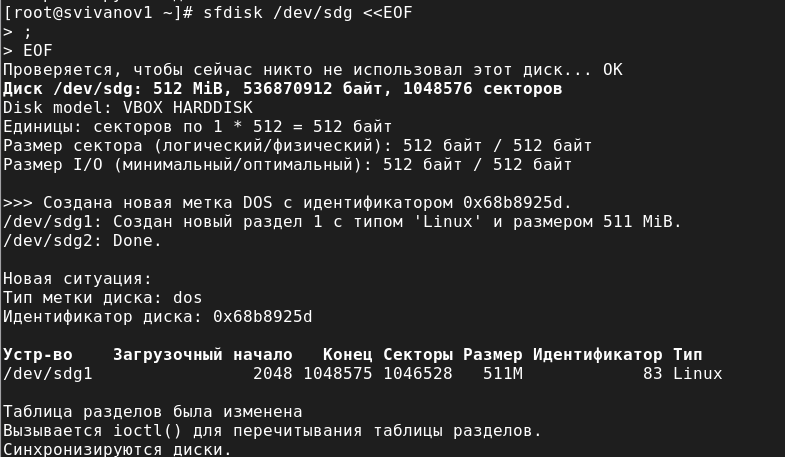 [root@svivanov1 ~]# sfdisk /dev/sdg <<EOF
> ;
> EOF
Проверяется, чтобы сейчас никто не использовал этот диск... OK
Диск /dev/sdg: 512 MiB, 536870912 байт, 1048576 секторов
Disk model: VBOX HARDDISK
Единицы: секторов по 1 * 512 = 512 байт
Размер сектора (логический/физический): 512 байт / 512 байт
Размер I/O (минимальный/оптимальный): 512 байт / 512 байт
>>> Создана новая метка DOS с идентификатором 0x68b8925d.
/dev/sdg1: Создан новый раздел 1 с типом 'Linux' и размером 511 MiB.
/dev/sdg2: Done.
Новая ситуация:
Тип метки диска: dos
Идентификатор диска: 0x68b8925d
Устр-во    Загрузочный начало   Конец Секторы Размер Идентификатор Тип
/dev/sdg1                2048 1048575 1046528   511M            83 Linux
Таблица разделов была изменена
Вызывается ioctl() для перечитывания таблицы разделов.
Синхронизируются диски.